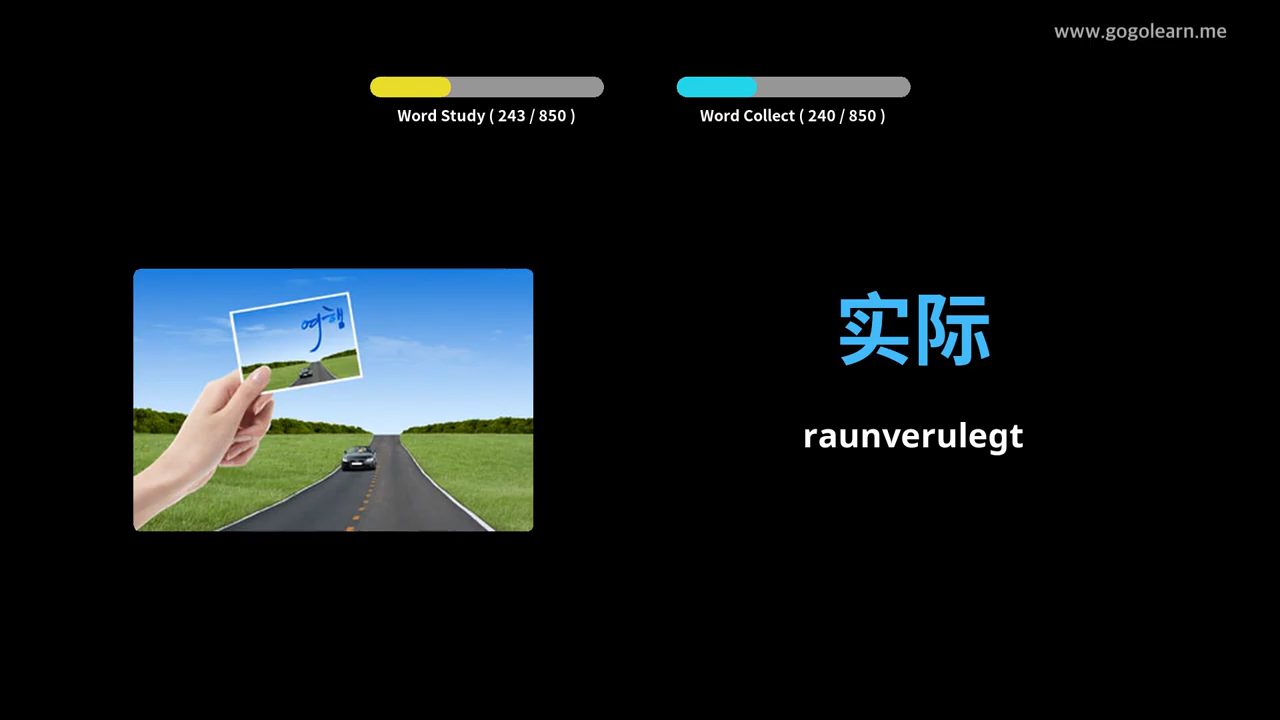 www.gogolearn.me
Word Study ( 243 / 850 )
Word Collect ( 240 / 850 )
여행
实际
raunverulegt